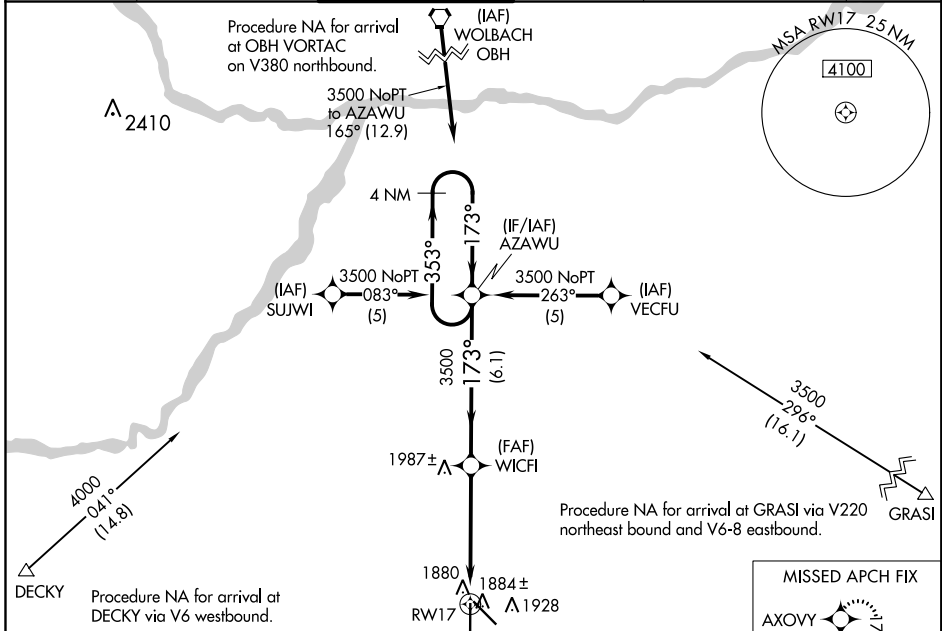 Procedure NA for arrival
at OBH VORTAC
on V380 northbound.
(IAF)
WOLBACH
OBH
3500 NoPT
to AZAWU
165° (12.9)
2410
MSA RW17 25 NM
4100
4 NM
353°
173°
(IF/IAF)
AZAWU
(IAF)
SUJWI
3500 NoPT
083°
(5)
3500 NoPT
263°
(5)
(IAF)
VECFU
3500
173°
(6.1)
3500
296°
(16.1)
GRASI
1987±
(FAF)
WICFI
4000
041°
(14.8)
DECKY
Procedure NA for arrival at GRASI via V220
northeast bound and V6-8 eastbound.
Procedure NA for arrival at
DECKY via V6 westbound.
1880
1884±
1928
RW17
MISSED APCH FIX
AXOVY